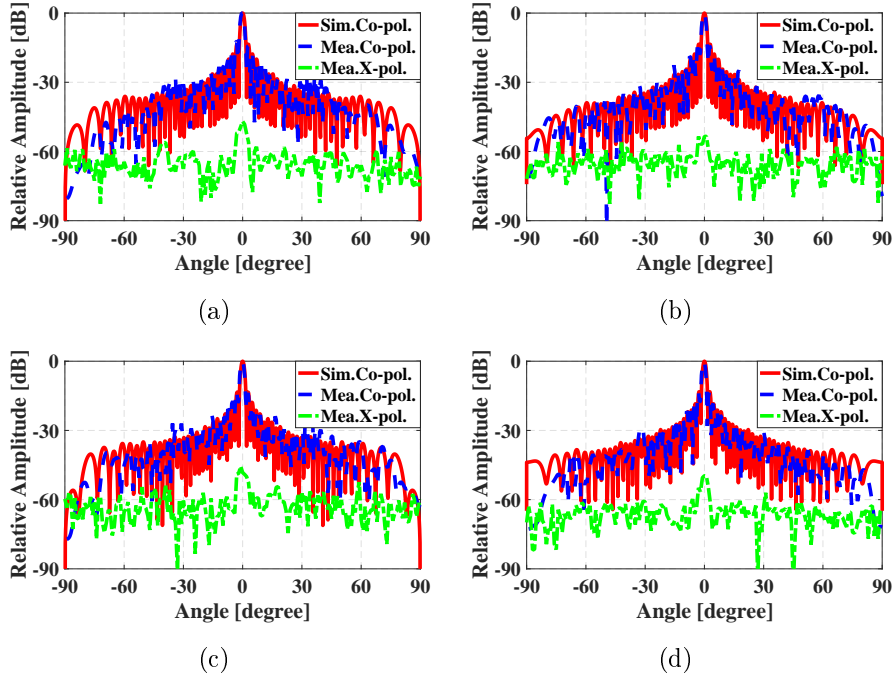 Relative Amplitude [dB]
0
-30
-60
-90
Sim.Co-pol.
Mea.Co-pol.
Mea.X-pol.
-90 -60 -30 0 30 60 90
Angle [degree]
(a)
Relative Amplitude [dB]
0
-30
-60
-90
Sim.Co-pol.
Mea.Co-pol.
Mea.X-pol.
-90 -60 -30 0 30 60 90
Angle [degree]
(b)
Relative Amplitude [dB]
0
-30
-60
-90
Sim.Co-pol.
Mea.Co-pol.
Mea.X-pol.
-90 -60 -30 0 30 60 90
Angle [degree]
(c)
Relative Amplitude [dB]
0
-30
-60
-90
Sim.Co-pol.
Mea.Co-pol.
Mea.X-pol.
-90 -60 -30 0 30 60 90
Angle [degree]
(d)